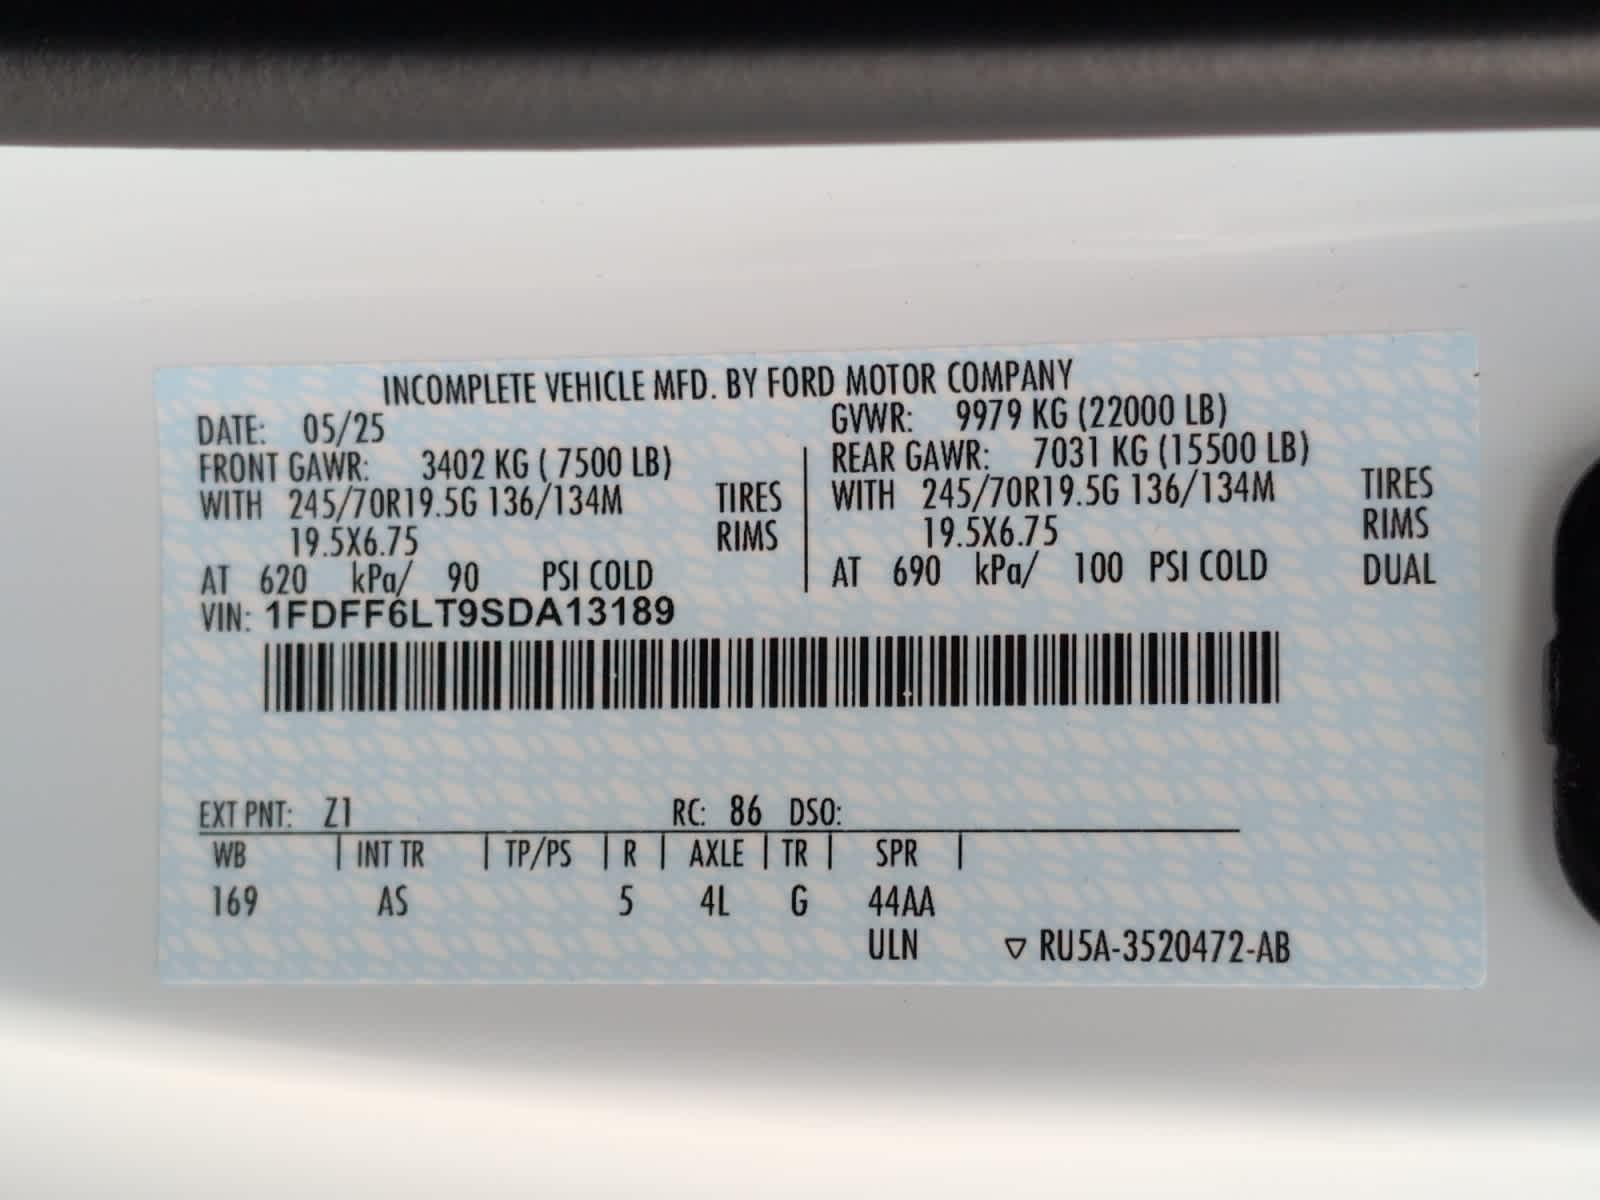 INCOMPLETE VEHICLE MFD. BY FORD MOTOR COMPANY
DATE: 05/25 GVWR: 9979 KG (22000 LB)
FRONT GAWR: 3402 KG ( 7500 LB) REAR GAWR: 7031 KG (15500 LB)
WITH 245/70R19.5G 136/134M TIRES WITH 245/70R19.5G 136/134M TIRES
19.5X6.75 RIMS 19.5X6.75 RIMS
AT 620 kPa/ 90 PSI COLD AT 690 kPa/ 100 PSI COLD DUAL
VIN: 1FDFF6LT9SDA13189
EXT PNT: Z1 RC: 86 DSO:
WB | INT TR | TP/PS | R | AXLE | TR | SPR |
169 AS 5 4L G 44AA
ULN ▽ RU5A-3520472-AB